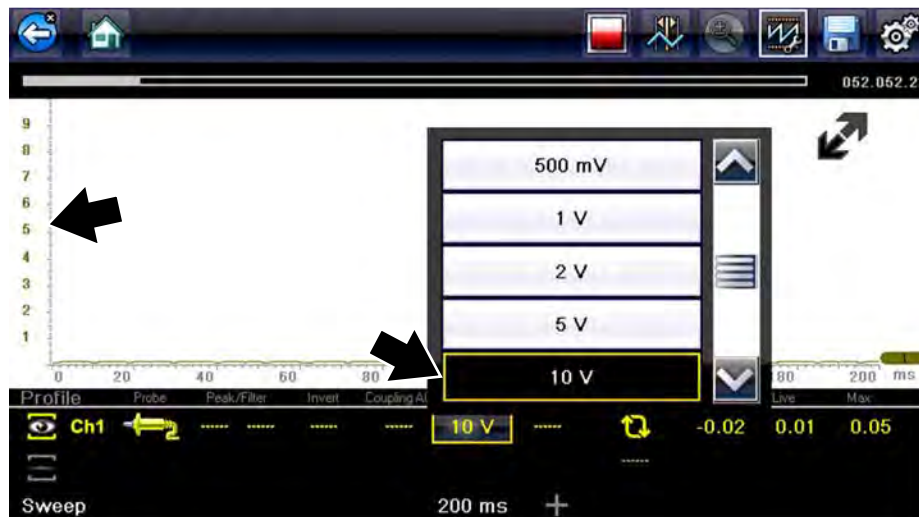 052.052.2
9
8
7
6
5
4
3
2
1
0 20 40 60 80 180 200 ms
500 mV
1 V
2 V
5 V
10 V
Profile Probe Peak/Filter Invert Coupling Live Max
Ch1 2 ----- ----- ----- ----- 10 V ----- -0.02 0.01 0.05
-----
Sweep 200 ms +